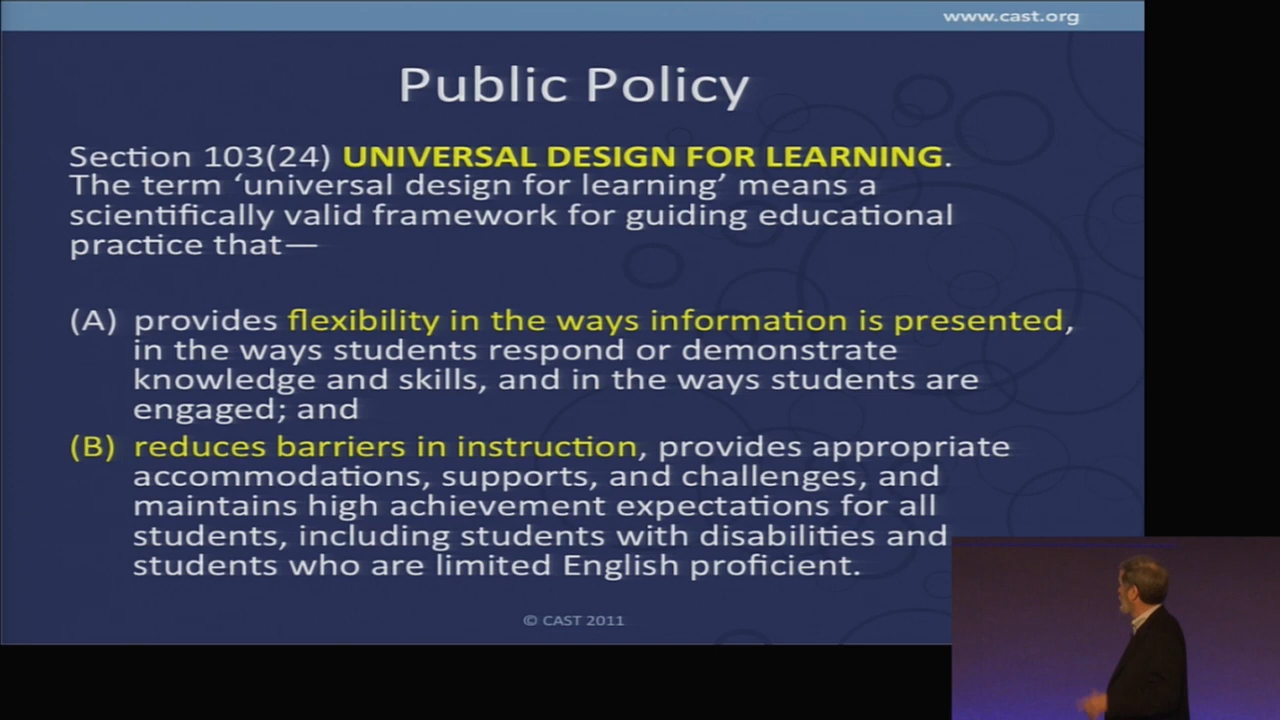 www.cast.org
Public Policy
Section 103(24) UNIVERSAL DESIGN FOR LEARNING.
The term ‘universal design for learning’ means a
scientifically valid framework for guiding educational
practice that—
(A) provides flexibility in the ways information is presented,
in the ways students respond or demonstrate
knowledge and skills, and in the ways students are
engaged; and
(B) reduces barriers in instruction, provides appropriate
accommodations, supports, and challenges, and
maintains high achievement expectations for all
students, including students with disabilities and
students who are limited English proficient.
© CAST 2011